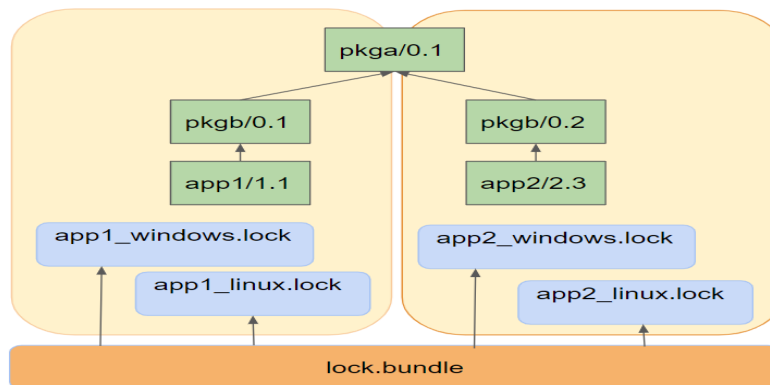 pkga/0.1
pkgb/0.1
pkgb/0.2
app1/1.1
app2/2.3
app1_windows.lock
app2_windows.lock
app1_linux.lock
app2_linux.lock
lock.bundle